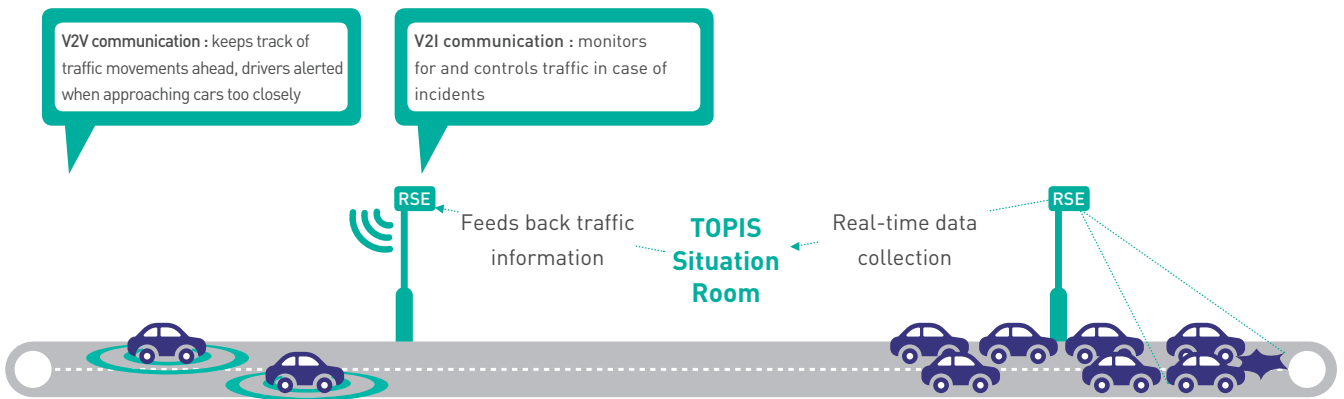 V2V communication : keeps track of
traffic movements ahead, drivers alerted
when approaching cars too closely
V2I communication : monitors
for and controls traffic in case of
incidents
RSE
Feeds back traffic
information
TOPIS
Situation
Room
Real-time data
collection
RSE